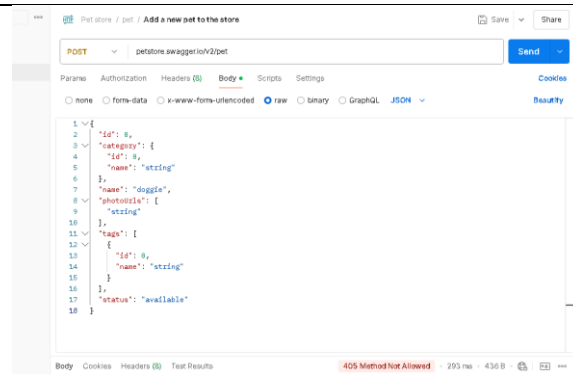 HTTP Pet store / pet / Add a new pet to the store Save Share
POST petstore.swagger.io/v2/pet Send
Params Authorization Headers (8) Body Scripts Settings Cookies
none form-data x-www-form-urlencoded raw binary GraphQL JSON Beautify
1 {
2 "id": 0,
3 "category": {
4 "id": 0,
5 "name": "string"
6 },
7 "name": "doggie",
8 "photoUrls": [
9 "string"
10 ],
11 "tags": [
12 {
13 "id": 0,
14 "name": "string"
15 }
16 ],
17 "status": "available"
18 }
Body Cookies Headers (8) Test Results 405 Method Not Allowed 293 ms 436 B